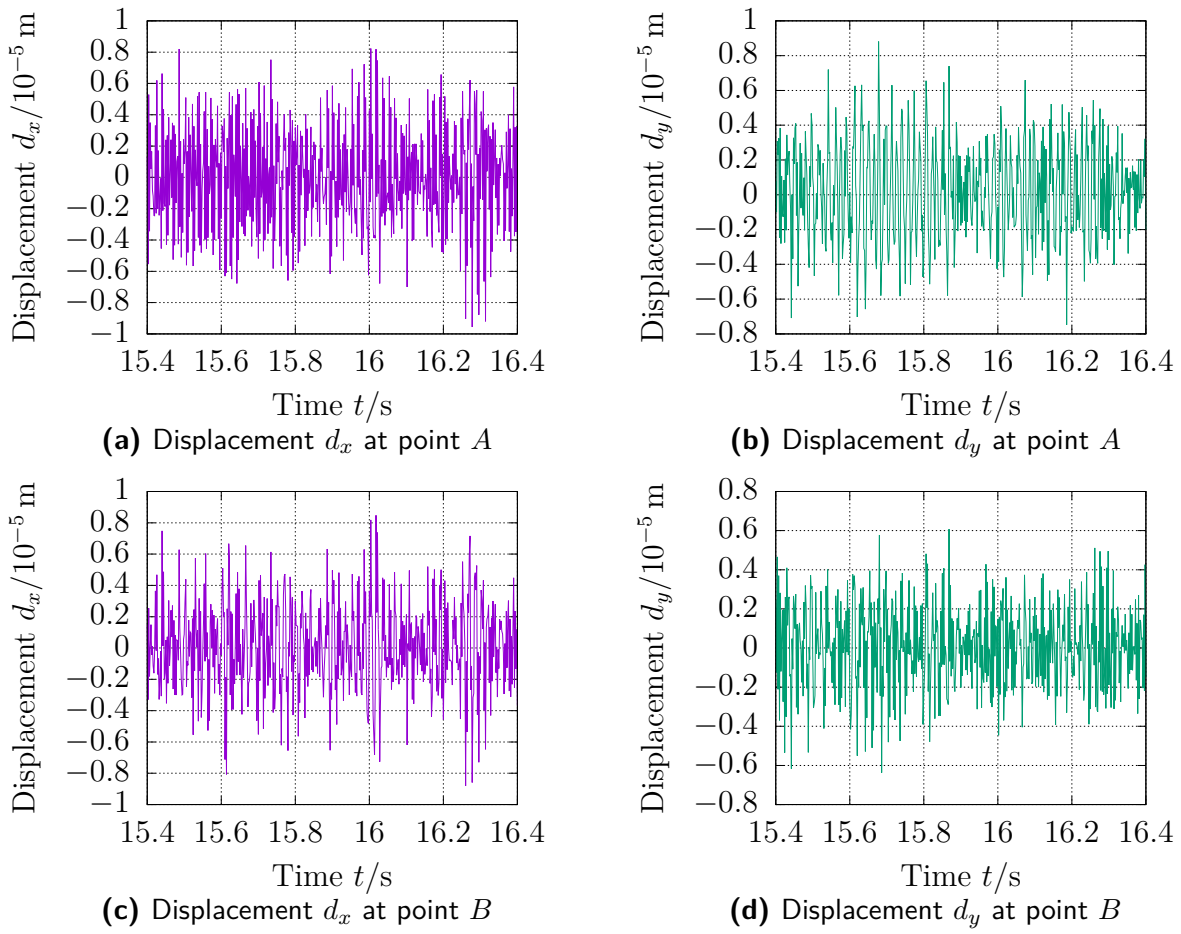 Displacement d_x/10^{−5} m
1
0.8
0.6
0.4
0.2
0
−0.2
−0.4
−0.6
−0.8
−1
15.4 15.6 15.8 16 16.2 16.4
Time t/s
(a) Displacement d_x at point A
Displacement d_y/10^{−5} m
1
0.8
0.6
0.4
0.2
0
−0.2
−0.4
−0.6
−0.8
15.4 15.6 15.8 16 16.2 16.4
Time t/s
(b) Displacement d_y at point A
Displacement d_x/10^{−5} m
1
0.8
0.6
0.4
0.2
0
−0.2
−0.4
−0.6
−0.8
−1
15.4 15.6 15.8 16 16.2 16.4
Time t/s
(c) Displacement d_x at point B
Displacement d_y/10^{−5} m
0.8
0.6
0.4
0.2
0
−0.2
−0.4
−0.6
−0.8
15.4 15.6 15.8 16 16.2 16.4
Time t/s
(d) Displacement d_y at point B